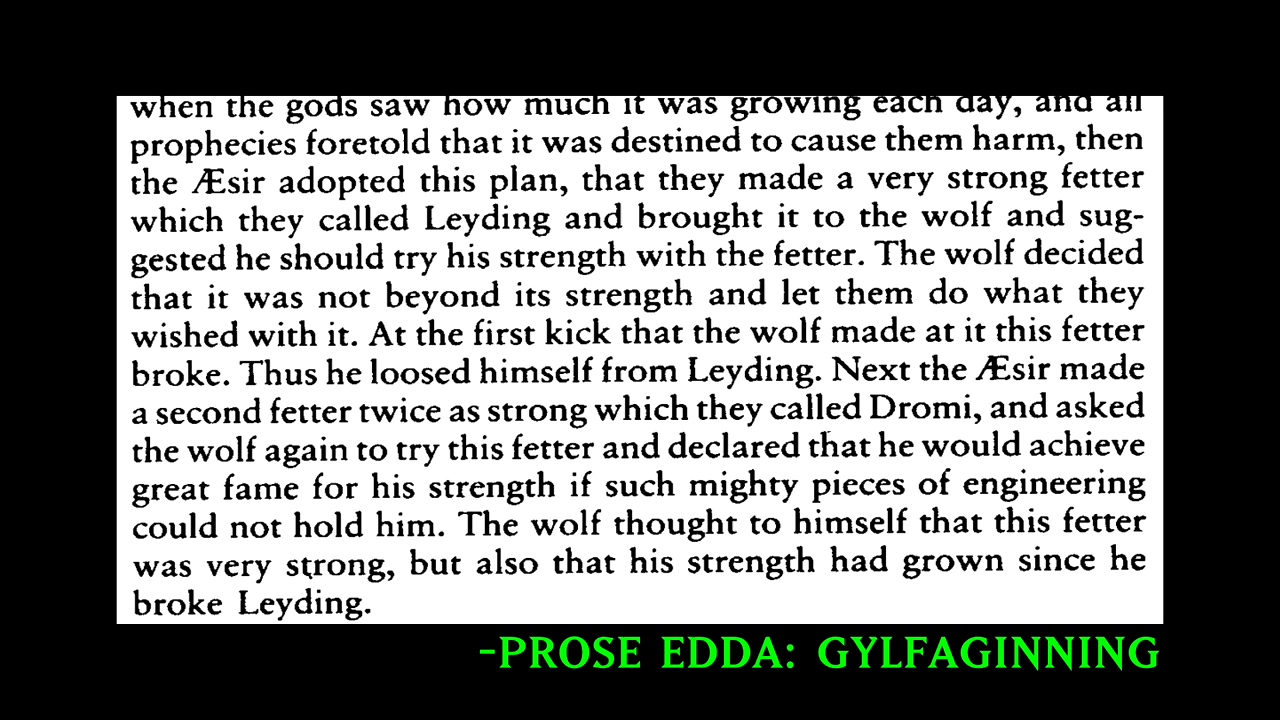 when the gods saw how much it was growing each day, and all
prophecies foretold that it was destined to cause them harm, then
the Æsir adopted this plan, that they made a very strong fetter
which they called Leyding and brought it to the wolf and sug-
gested he should try his strength with the fetter. The wolf decided
that it was not beyond its strength and let them do what they
wished with it. At the first kick that the wolf made at it this fetter
broke. Thus he loosed himself from Leyding. Next the Æsir made
a second fetter twice as strong which they called Dromi, and asked
the wolf again to try this fetter and declared that he would achieve
great fame for his strength if such mighty pieces of engineering
could not hold him. The wolf thought to himself that this fetter
was very strong, but also that his strength had grown since he
broke Leyding.
-PROSE EDDA: GYLFAGINNING